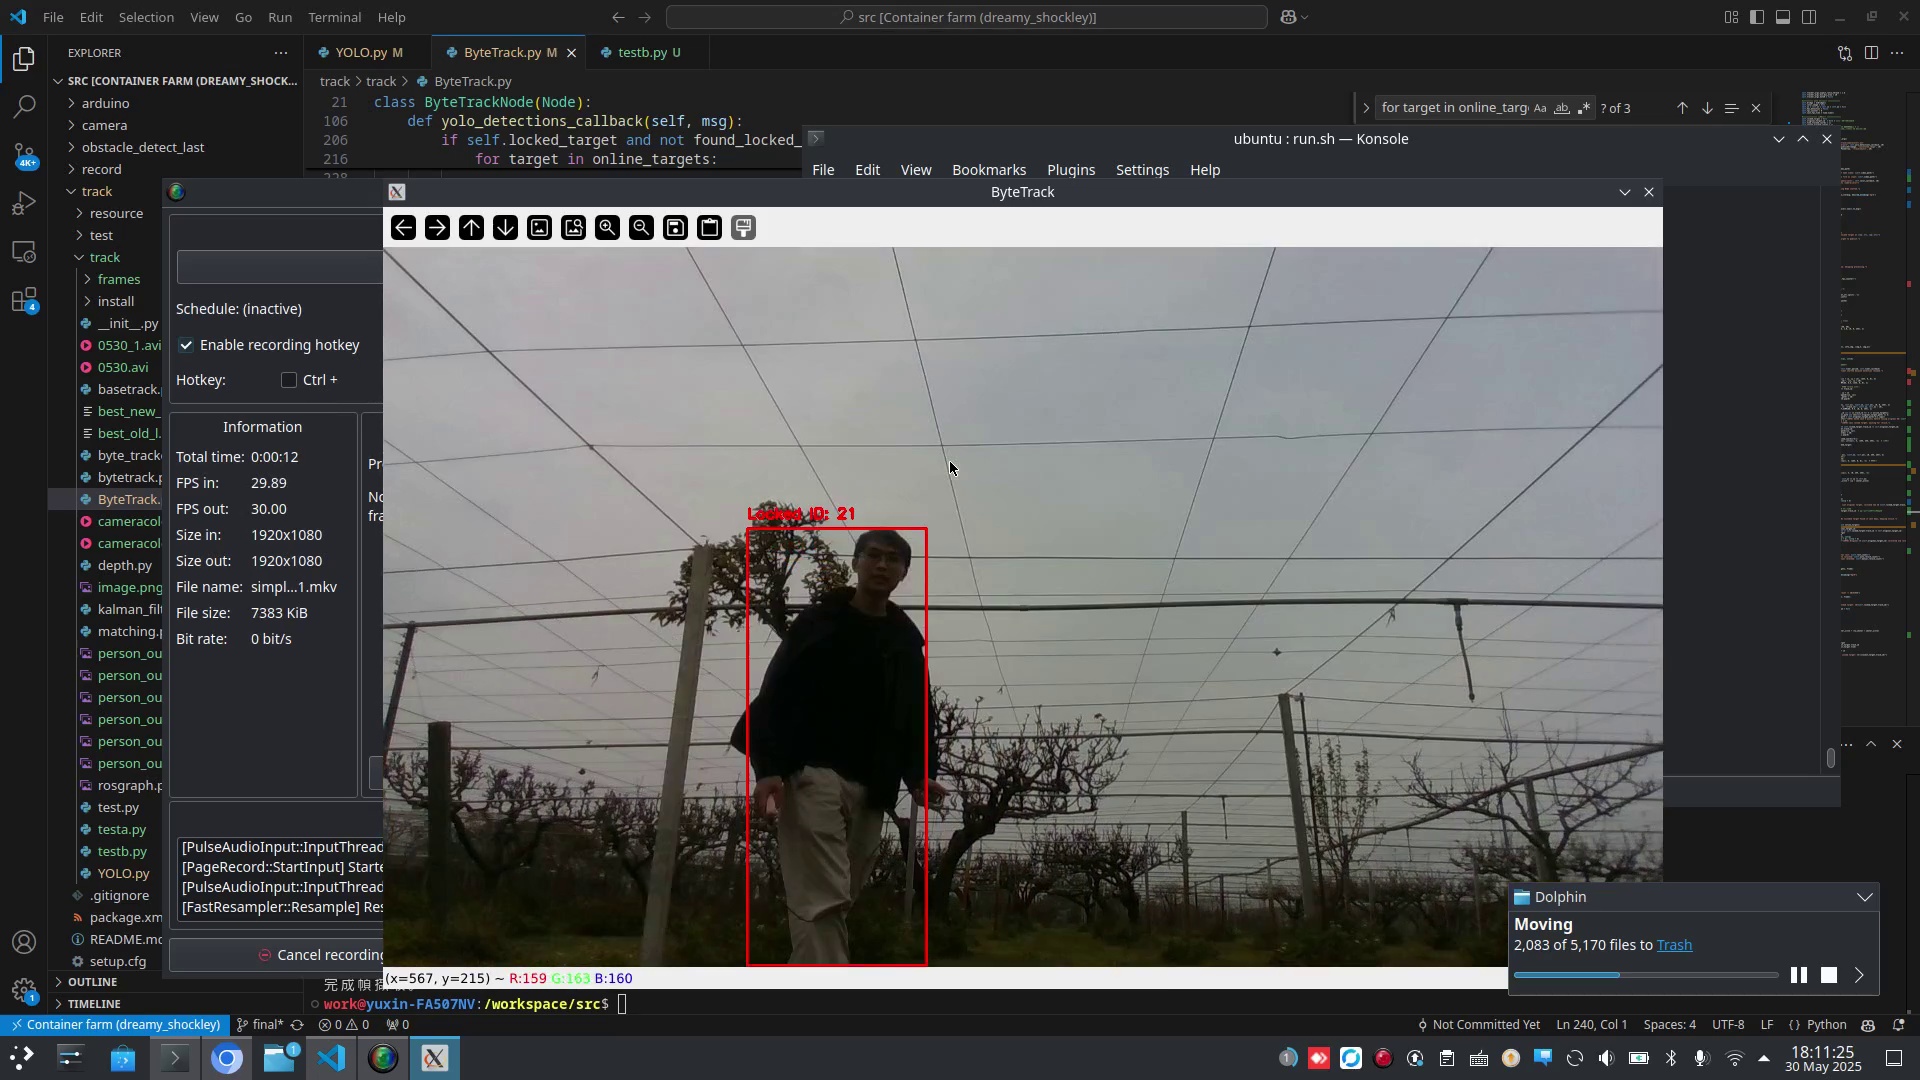 File Edit Selection View Go Run Terminal Help
src [Container farm (dreamy_shockley)]
EXPLORER
SRC [CONTAINER FARM (DREAMY_SHOCK...
arduino
camera
obstacle_detect_last
record
track
resource
test
track
frames
install
__init__.py
0530_1.avi
0530.avi
basetrack.
best_new_
best_old_l.
byte_track
bytetrack.p
ByteTrack.
cameracol
cameracol
depth.py
image.png
kalman_filt
matching.p
person_ou
person_ou
person_ou
person_ou
person_ou
person_ou
rosgraph.p
test.py
testa.py
testb.py
YOLO.py
.gitignore
package.xm
README.md
setup.cfg
OUTLINE
TIMELINE
4K+
4
1
YOLO.py M
ByteTrack.py M
testb.py U
track > track > ByteTrack.py
21 class ByteTrackNode(Node):
106 def yolo_detections_callback(self, msg):
206 if self.locked_target and not found_locked_
216 for target in online_targets:
for target in online_targ
Aa ab
? of 3
ubuntu : run.sh — Konsole
File Edit View Bookmarks Plugins Settings Help
ByteTrack
Schedule: (inactive)
Enable recording hotkey
Hotkey: Ctrl +
Information
Total time: 0:00:12
FPS in: 29.89
FPS out: 30.00
Size in: 1920x1080
Size out: 1920x1080
File name: simpl...1.mkv
File size: 7383 KiB
Bit rate: 0 bit/s
Pr
No
fra
[PulseAudioInput::InputThread
[PageRecord::StartInput] Starte
[PulseAudioInput::InputThread
[FastResampler::Resample] Res
Cancel recording
Locked ID: 21
(x=567, y=215) ~ R:159 G:163 B:160
work@yuxin-FA507NV:/workspace/src$
Dolphin
Moving
2,083 of 5,170 files to Trash
Container farm (dreamy_shockley)
final*
0 0
0
Not Committed Yet
Ln 240, Col 1
Spaces: 4
UTF-8
LF
{ } Python
1
1
18:11:25
30 May 2025